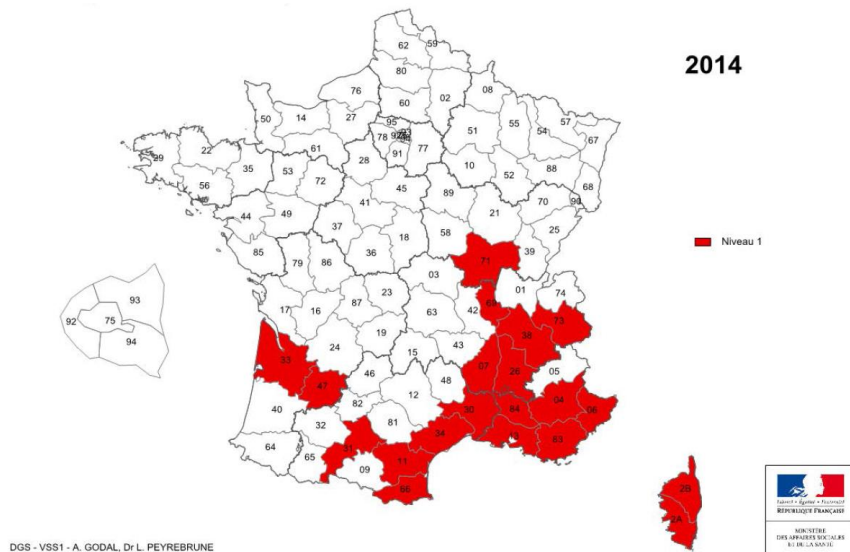 2014
62 59
80
76 02 08
60
50 14 27 95 57
51 55 54 67
78 77
61 91
29 22 28 10 88
35 53 52 68
56 72 45 89 70 90
41 21
44 49 25
37 18 58 39
85 36
79 86 71
03 01 74
17 16 87 23 63 42 69 73
19 38
33 24 15 43
07 26 05
47 46 48
12 04
40 82 30 84 06
32 81 34 13 83
64 31
65 09 11
66
93
92 75
94
2B
2A
Niveau 1
Liberté • Égalité • Fraternité
RÉPUBLIQUE FRANÇAISE
MINISTÈRE
DES AFFAIRES SOCIALES
ET DE LA SANTÉ
DGS - VSS1 - A. GODAL, Dr L. PEYREBRUNE